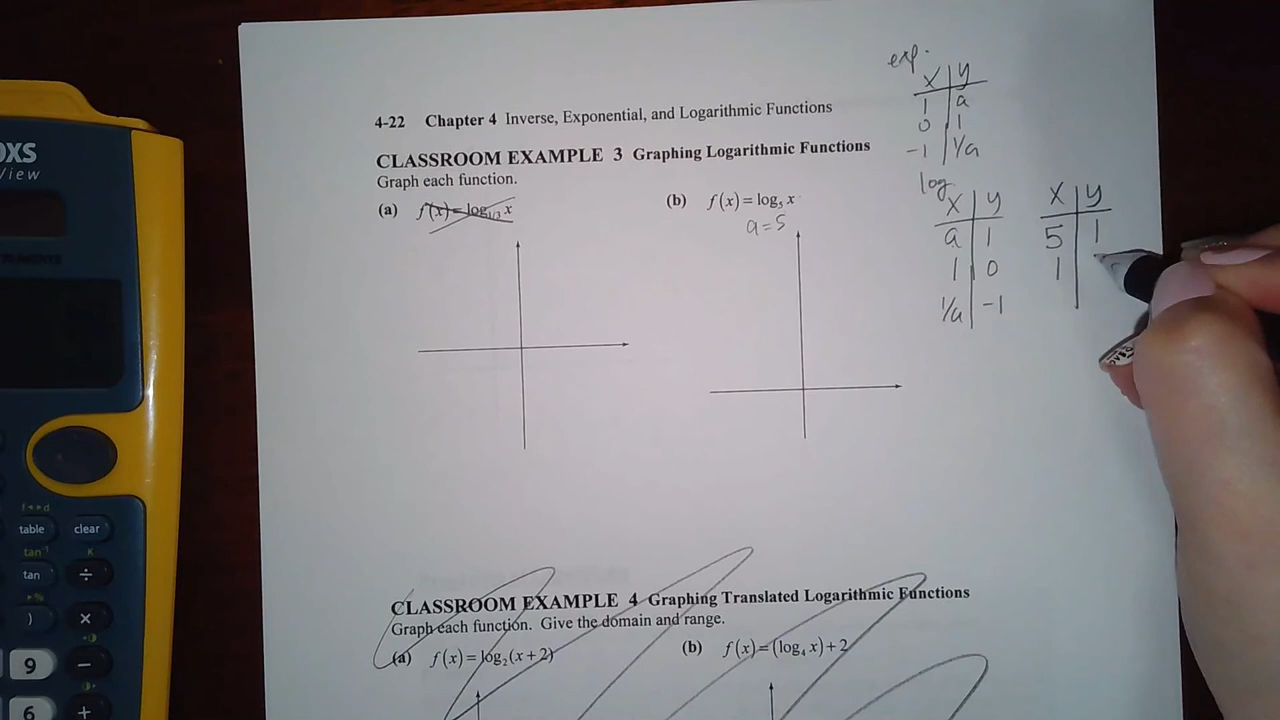 exp.
x y
1 a
0 1
-1 1/a
log
x y
a 1
1 0
1/a -1
x y
5 1
1
4-22 Chapter 4 Inverse, Exponential, and Logarithmic Functions
CLASSROOM EXAMPLE 3 Graphing Logarithmic Functions
Graph each function.
(a) f(x)=log₁/₃ x
(b) f(x)=log₅ x
a=5
CLASSROOM EXAMPLE 4 Graphing Translated Logarithmic Functions
Graph each function. Give the domain and range.
(a) f(x)=log₂(x+2)
(b) f(x)=(log₄ x)+2
table clear
tan⁻¹ K
tan ÷
) ×
9 −
6 +